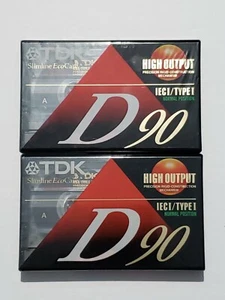 TDK
Slimline EcoCase
HIGH OUTPUT
IECI/TYPE I
NORMAL POSITION
A
D90
TDK
Slimline EcoCase
HIGH OUTPUT
IECI/TYPE I
NORMAL POSITION
A
D90